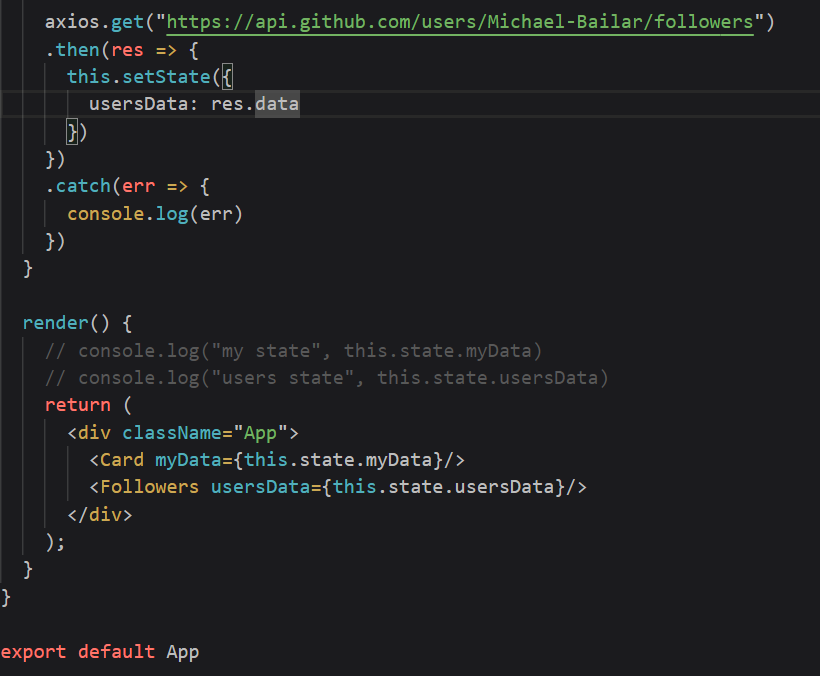 axios.get("https://api.github.com/users/Michael-Bailar/followers")
.then(res => {
this.setState({
usersData: res.data
})
})
.catch(err => {
console.log(err)
})
}
render() {
// console.log("my state", this.state.myData)
// console.log("users state", this.state.usersData)
return (
<div className="App">
<Card myData={this.state.myData}/>
<Followers usersData={this.state.usersData}/>
</div>
);
}
}
export default App